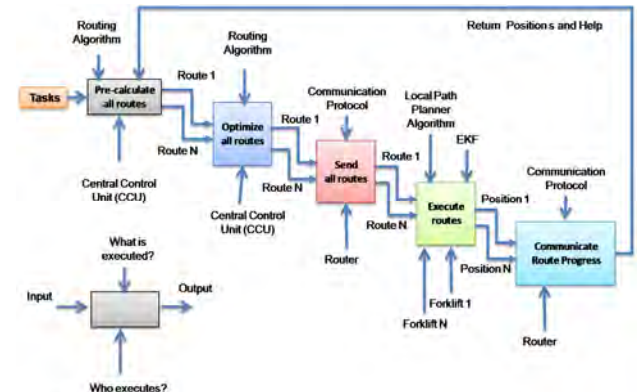 Return Positions and Help
Routing
Algorithm
Routing
Algorithm
Route 1
Tasks
Pre-calculate
all routes
Communication
Protocol
Local Path
Planner
Algorithm
Optimize
all routes
Route 1
Route N
EKF
Send
all routes
Route 1
Communication
Protocol
Central Control
Unit (CCU)
Route N
Execute
routes
Position 1
Central Control
Unit (CCU)
Route N
Communicate
Route Progress
What is
executed?
Router
Position N
Input
Output
Forklift 1
Forklift N
Router
Who executes?